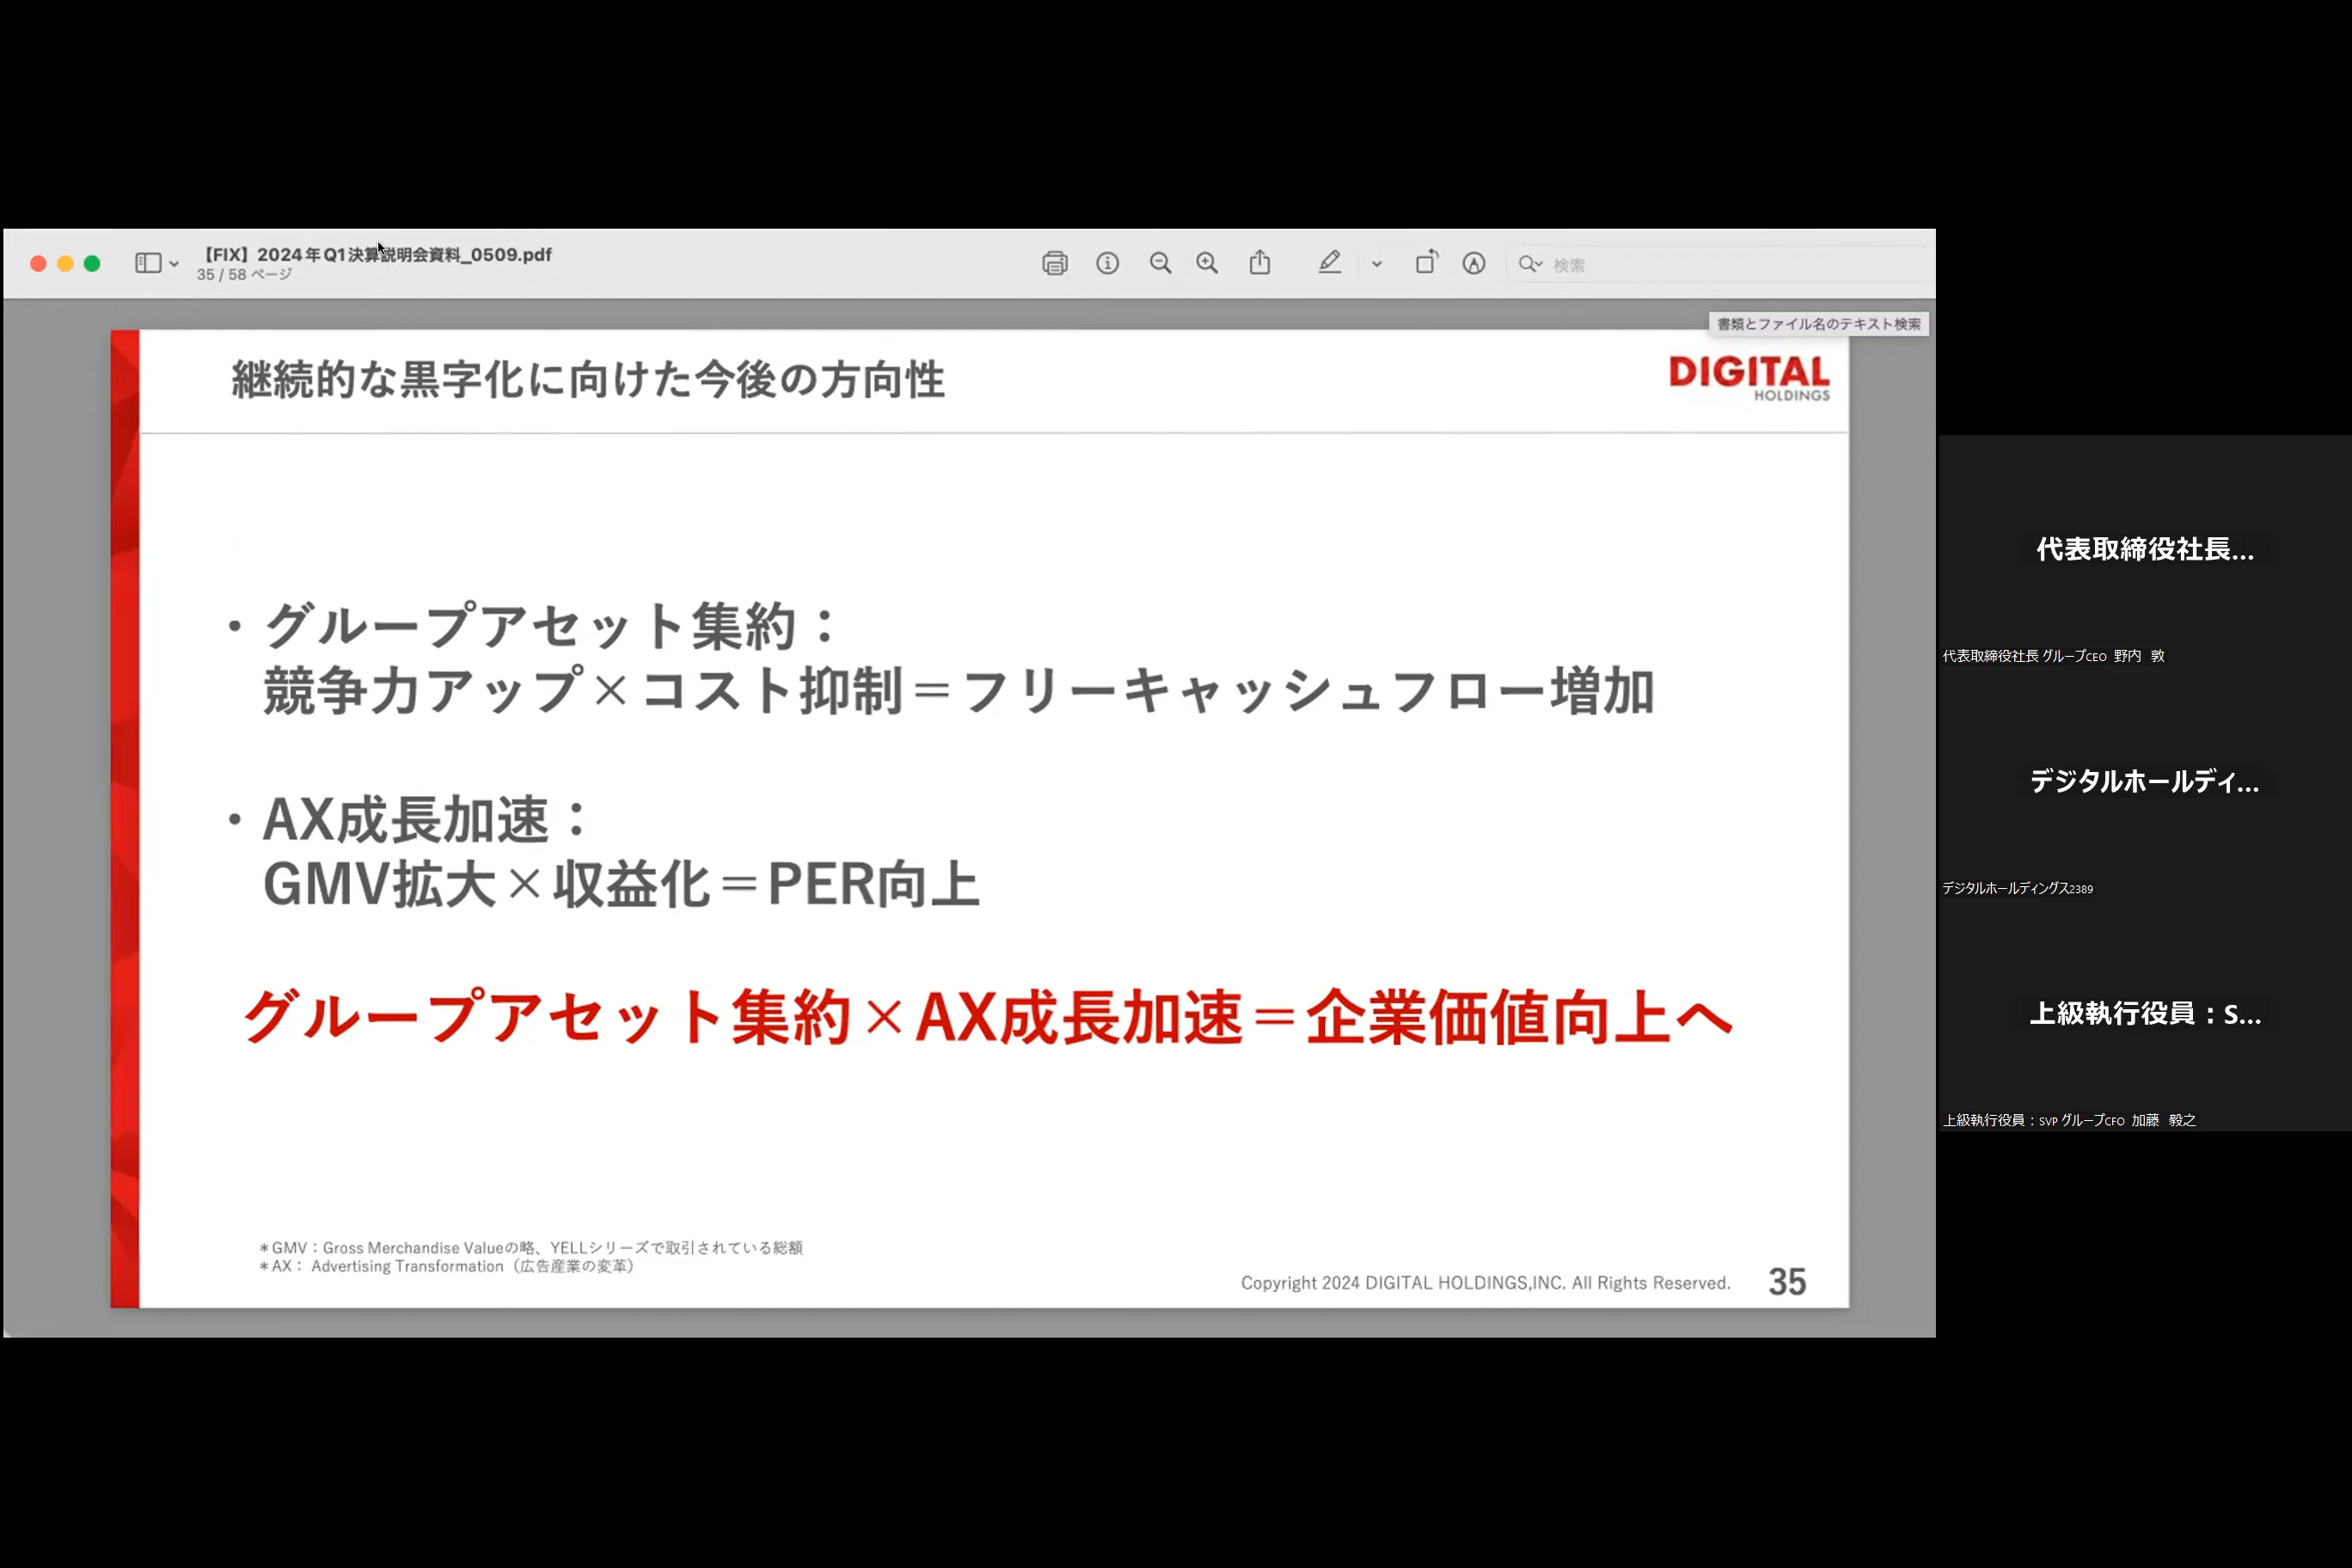 【FIX】2024年Q1決算説明会資料_0509.pdf
35 / 58 ページ
検索
書類とファイル名のテキスト検索
継続的な黒字化に向けた今後の方向性
DIGITAL
HOLDINGS
・グループアセット集約：
競争力アップ×コスト抑制＝フリーキャッシュフロー増加
・AX成長加速：
GMV拡大×収益化＝PER向上
グループアセット集約×AX成長加速＝企業価値向上へ
＊GMV：Gross Merchandise Valueの略、YELLシリーズで取引されている総額
＊AX： Advertising Transformation（広告産業の変革）
Copyright 2024 DIGITAL HOLDINGS,INC. All Rights Reserved.
35
代表取締役社長...
代表取締役社長 グループCEO 野内 敦
デジタルホールディ...
デジタルホールディングス2389
上級執行役員：S...
上級執行役員：SVP グループCFO 加藤 毅之